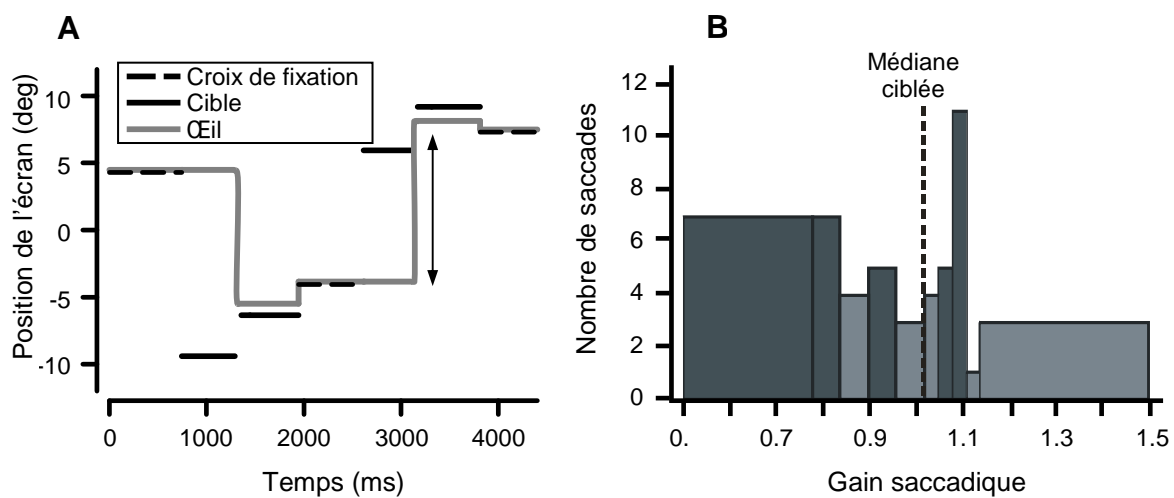 A
Croix de fixation
Cible
Œil
Position de l'écran (deg)
10
5
0
-5
-10
0 1000 2000 3000 4000
Temps (ms)
B
Médiane
ciblée
Nombre de saccades
12
10
8
6
4
2
0
0. 0.7 0.9 1.1 1.3 1.5
Gain saccadique